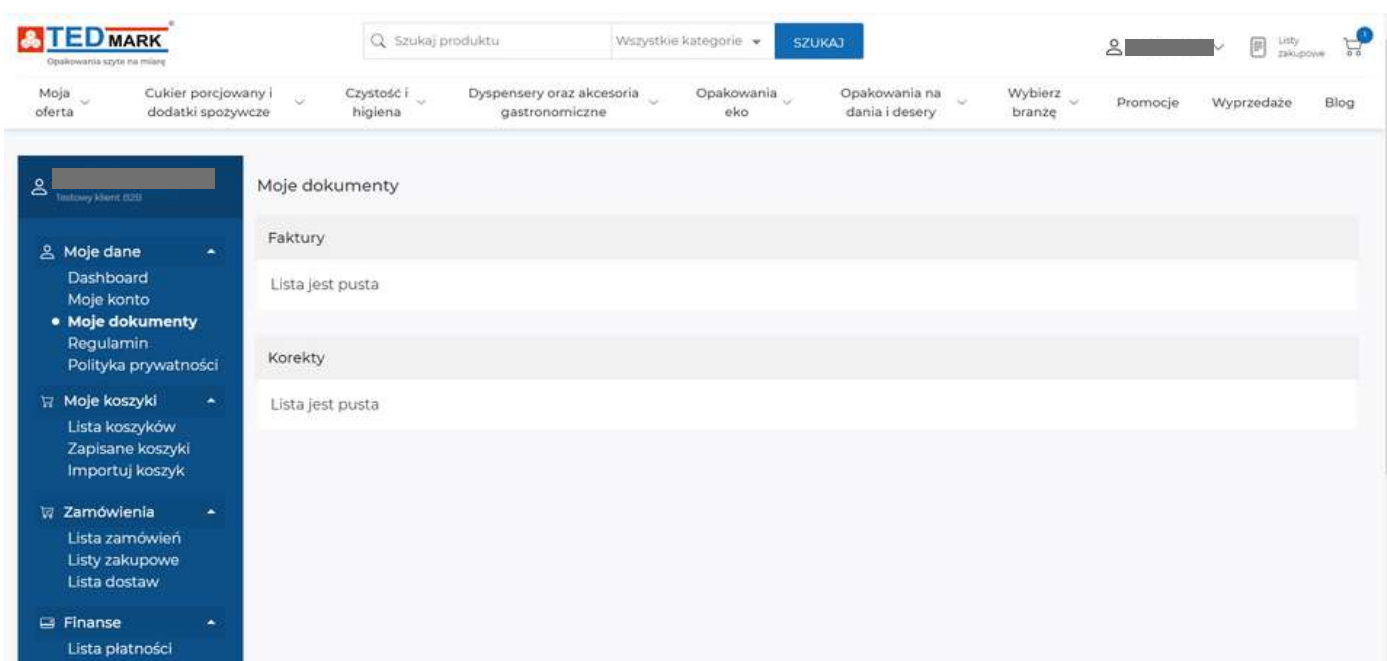 TEDMARK®
Opakowania szyte na miarę
Szukaj produktu
Wszystkie kategorie
SZUKAJ
Listy
zakupowe
1
Moja
oferta
Cukier porcjowany i
dodatki spożywcze
Czystość i
higiena
Dyspensery oraz akcesoria
gastronomiczne
Opakowania
eko
Opakowania na
dania i desery
Wybierz
branżę
Promocje
Wyprzedaże
Blog
Testowy klient B2B
Moje dane
Dashboard
Moje konto
Moje dokumenty
Regulamin
Polityka prywatności
Moje koszyki
Lista koszyków
Zapisane koszyki
Importuj koszyk
Zamówienia
Lista zamówień
Listy zakupowe
Lista dostaw
Finanse
Lista płatności
Moje dokumenty
Faktury
Lista jest pusta
Korekty
Lista jest pusta